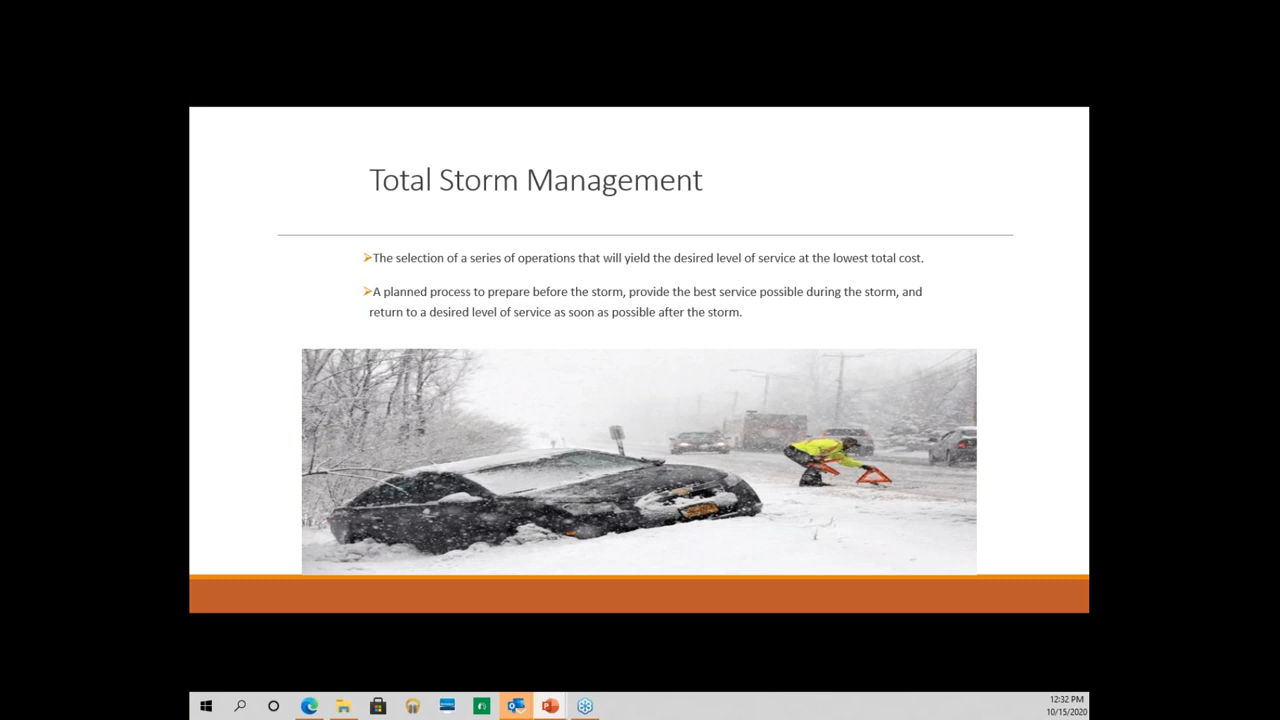 Total Storm Management
➢The selection of a series of operations that will yield the desired level of service at the lowest total cost.
➢A planned process to prepare before the storm, provide the best service possible during the storm, and
return to a desired level of service as soon as possible after the storm.
12:32 PM
10/15/2020